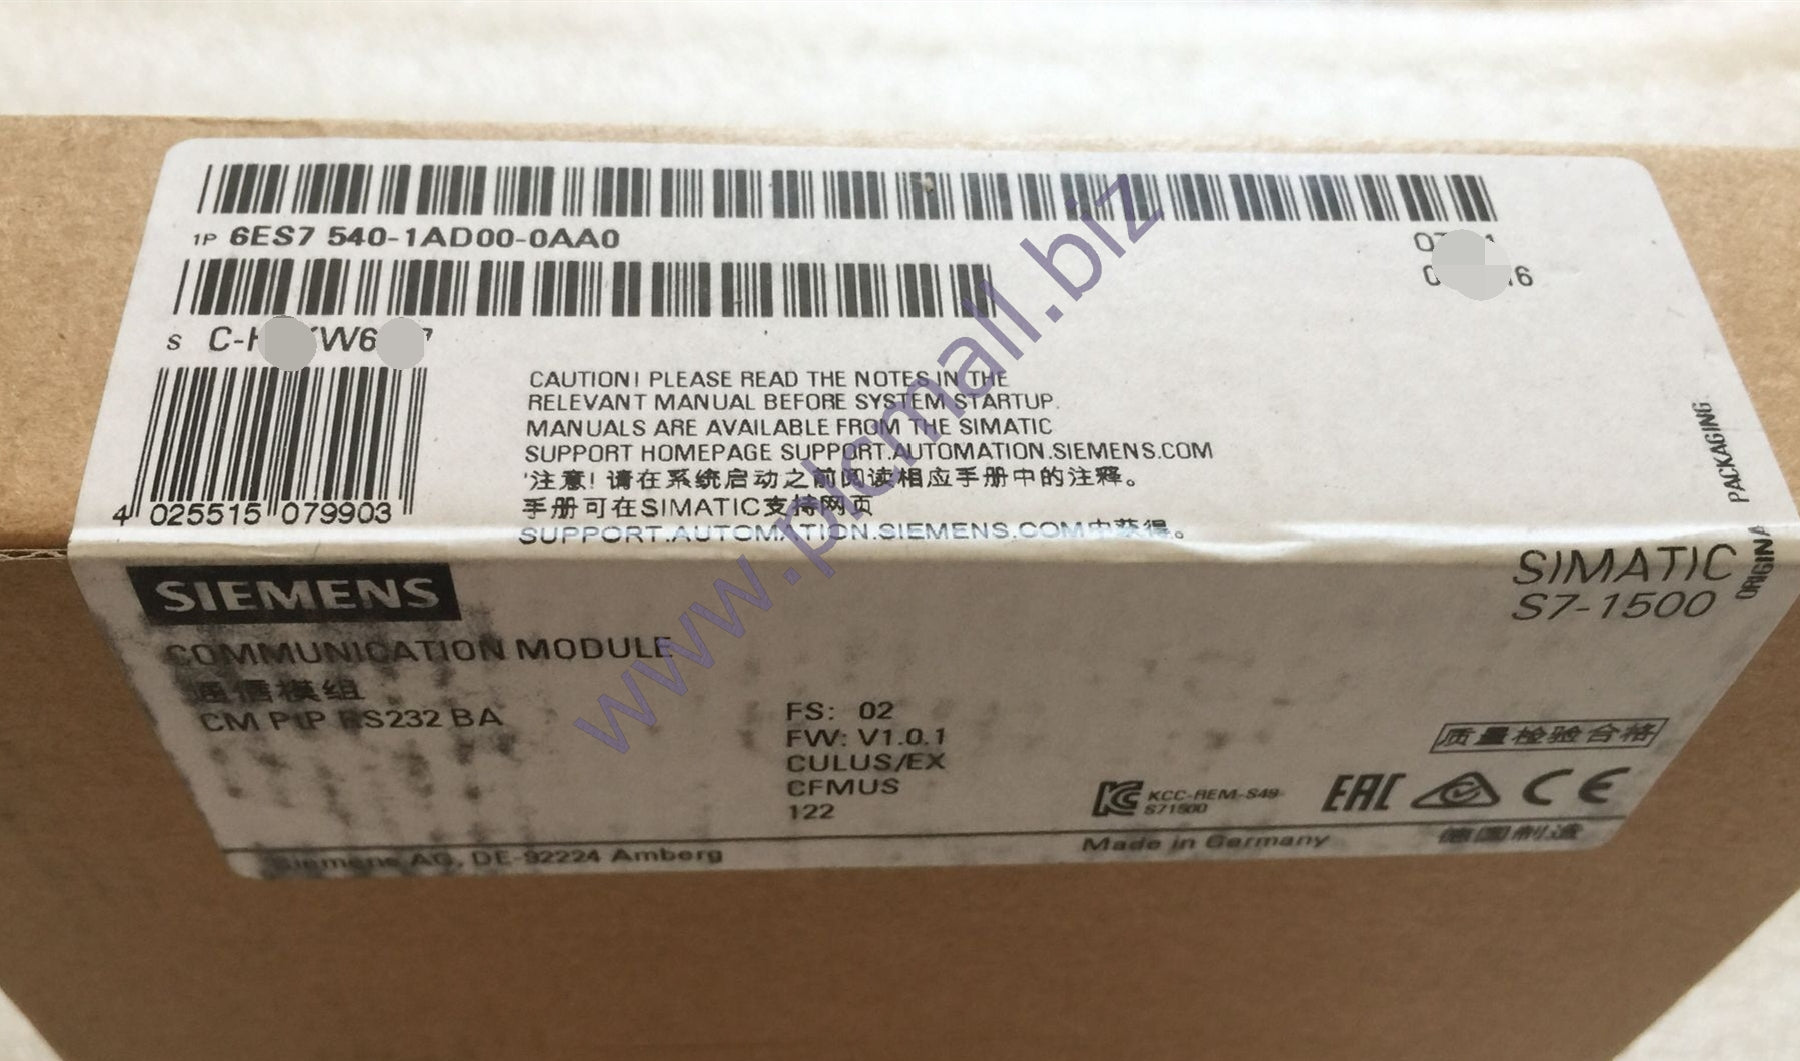 1P 6ES7 540-1AD00-0AA0
S C-
4 025515 079903
CAUTION! PLEASE READ THE NOTES IN THE
RELEVANT MANUAL BEFORE SYSTEM STARTUP.
MANUALS ARE AVAILABLE FROM THE SIMATIC
SUPPORT HOMEPAGE SUPPORT.AUTOMATION.SIEMENS.COM
'注意! 请在系统启动之前阅读相应手册中的注释。
手册可在SIMATIC支持网页
SUPPORT.AUTOMATION.SIEMENS.COM中获得。
ORIGINAL PACKAGING
SIEMENS
SIMATIC
S7-1500
COMMUNICATION MODULE
通信模组
CM PtP RS232 BA
FS: 02
FW: V1.0.1
CULUS/EX
CFMUS
122
质量检验合格
KCC-REM-S49-
S71500
EAC CE
Siemens AG, DE-92224 Amberg
Made in Germany
德国制造
www.plcmall.biz